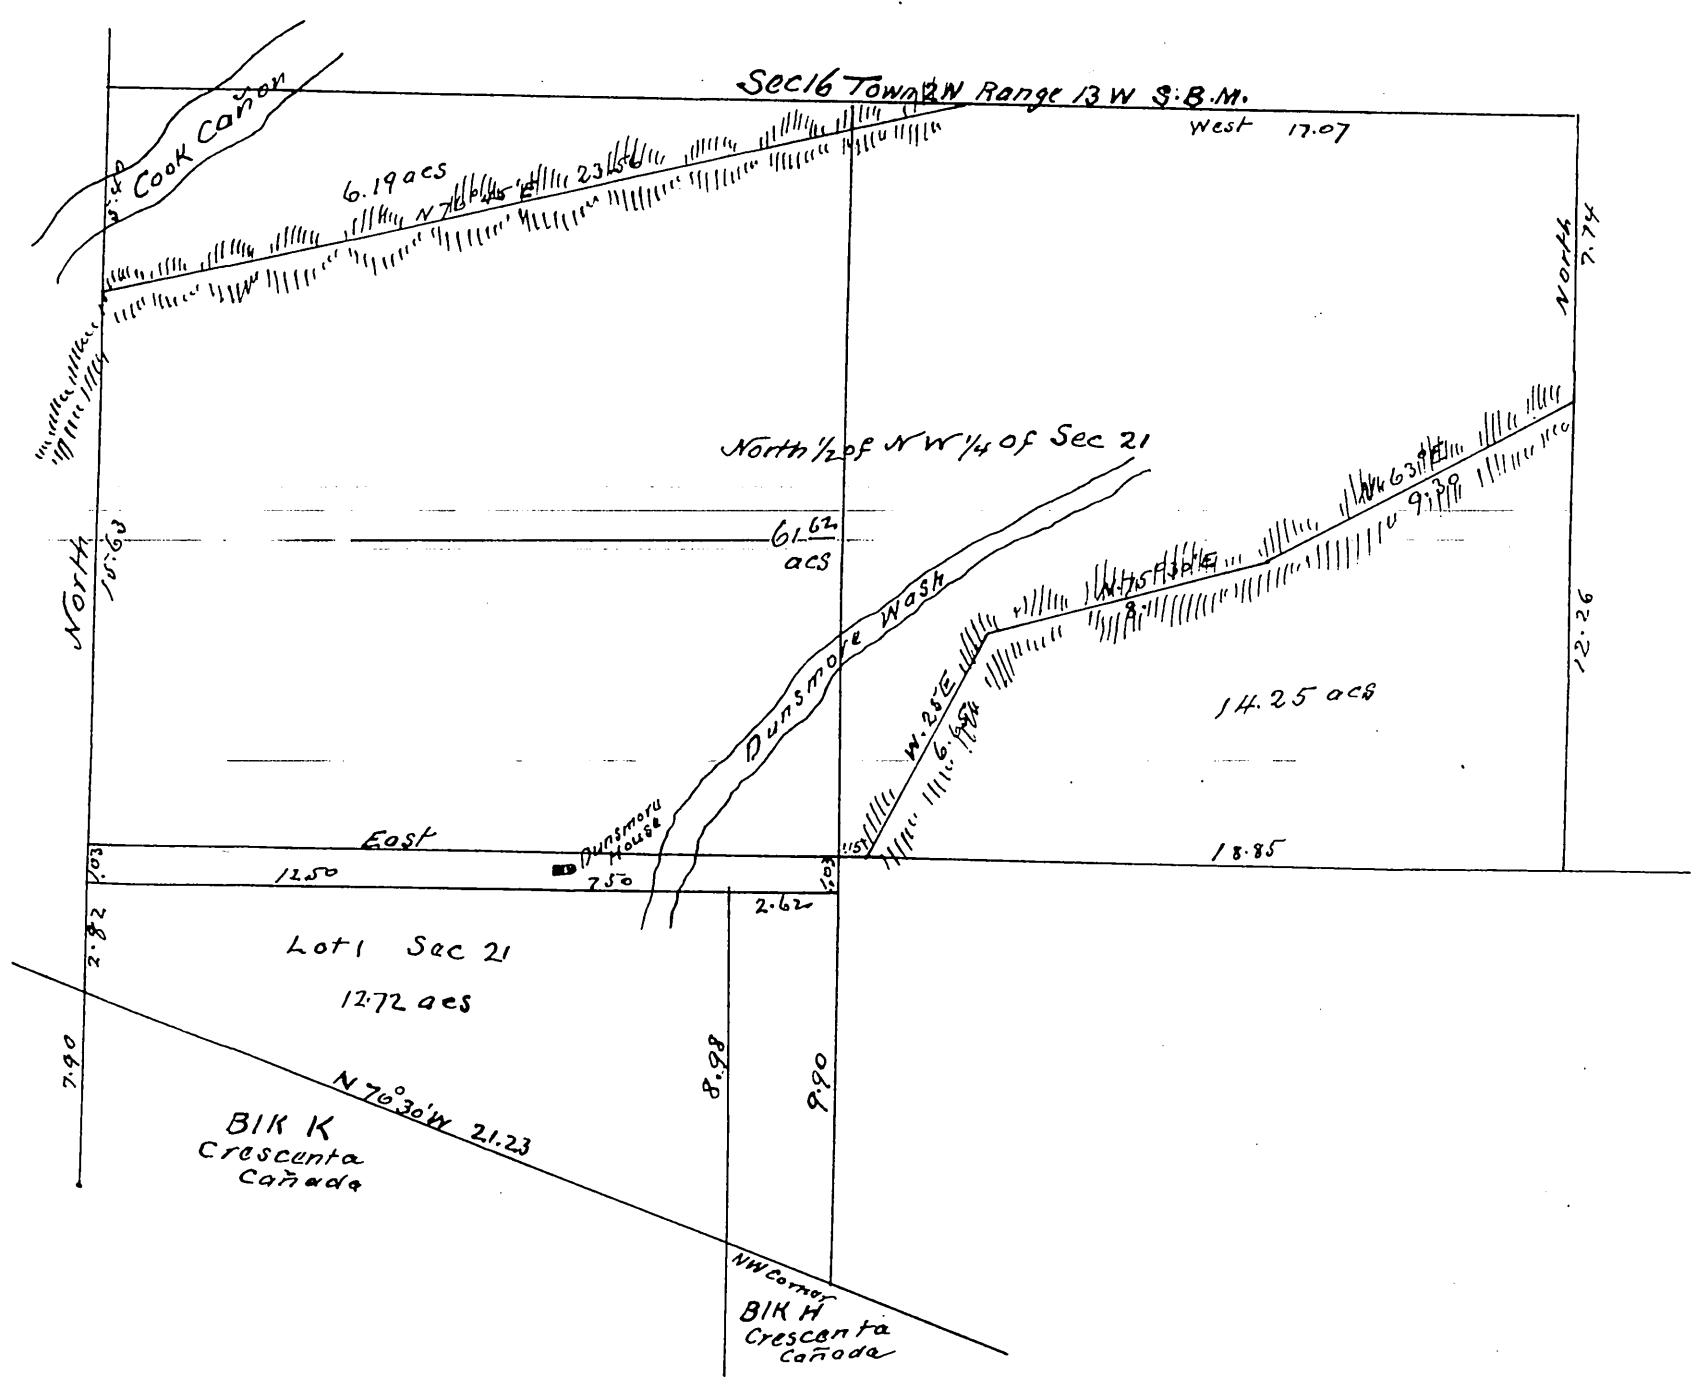 Sec 16 Town 2 W Range 13 W S.B.M.
West 17.07
Cook Cañon
6.19 acs
N 76° 45' E 23.56
North
7.74
North 1/2 of N W 1/4 of Sec 21
61.62
acs
North
15.63
63° E
9.30
N. 75° 30' E
8.
Dunsmore Wash
12.26
14.25 acs
W. 25 E
Dunsmore
House
East
1.03
12.50
7.50
1.03
18.85
2.62
2.82
Lot 1 Sec 21
12.72 acs
7.90
8.98
9.90
N 70° 30' W 21.23
Blk K
Crescenta
Cañada
NW Corner
Blk H
Crescenta
Cañada